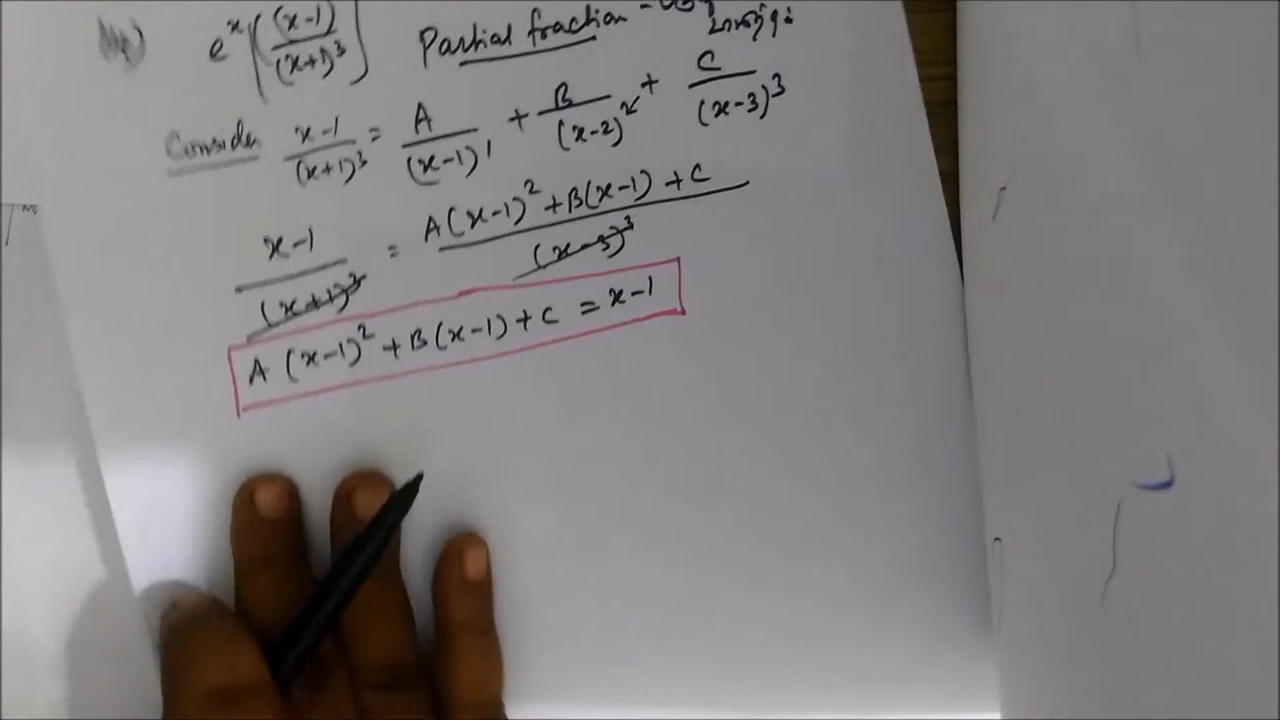 e^x ( (x-1)/(x+1)^3 ) Partial fraction -
Consider (x-1)/(x+1)^3 = A/(x-1)^1 + B/(x-2)^2 + C/(x-3)^3
(x-1)/(x+1)^3 = (A(x-1)^2 + B(x-1) + C)/(x-3)^3
A (x-1)^2 + B(x-1) + C = x-1